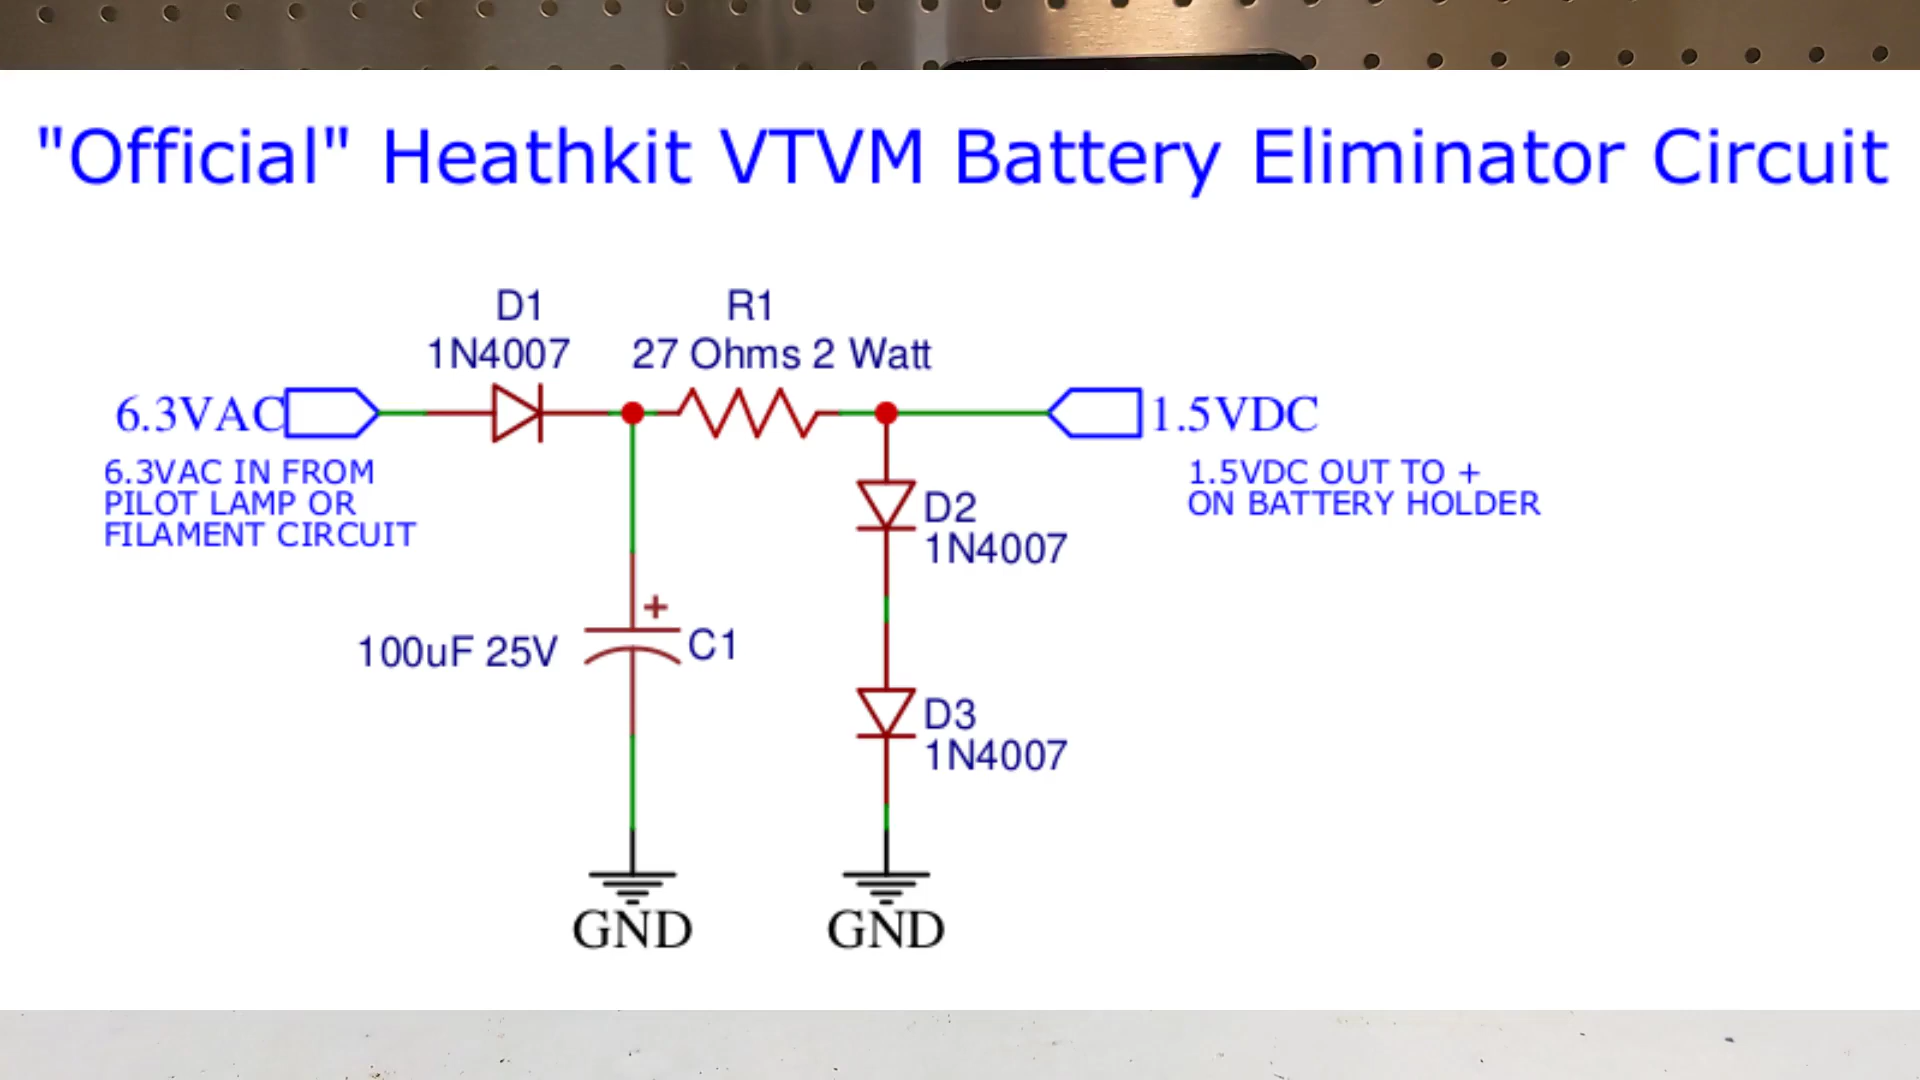 "Official" Heathkit VTVM Battery Eliminator Circuit
D1
1N4007
R1
27 Ohms 2 Watt
6.3VAC
6.3VAC IN FROM
PILOT LAMP OR
FILAMENT CIRCUIT
1.5VDC
1.5VDC OUT TO +
ON BATTERY HOLDER
D2
1N4007
+
100uF 25V
C1
D3
1N4007
GND
GND